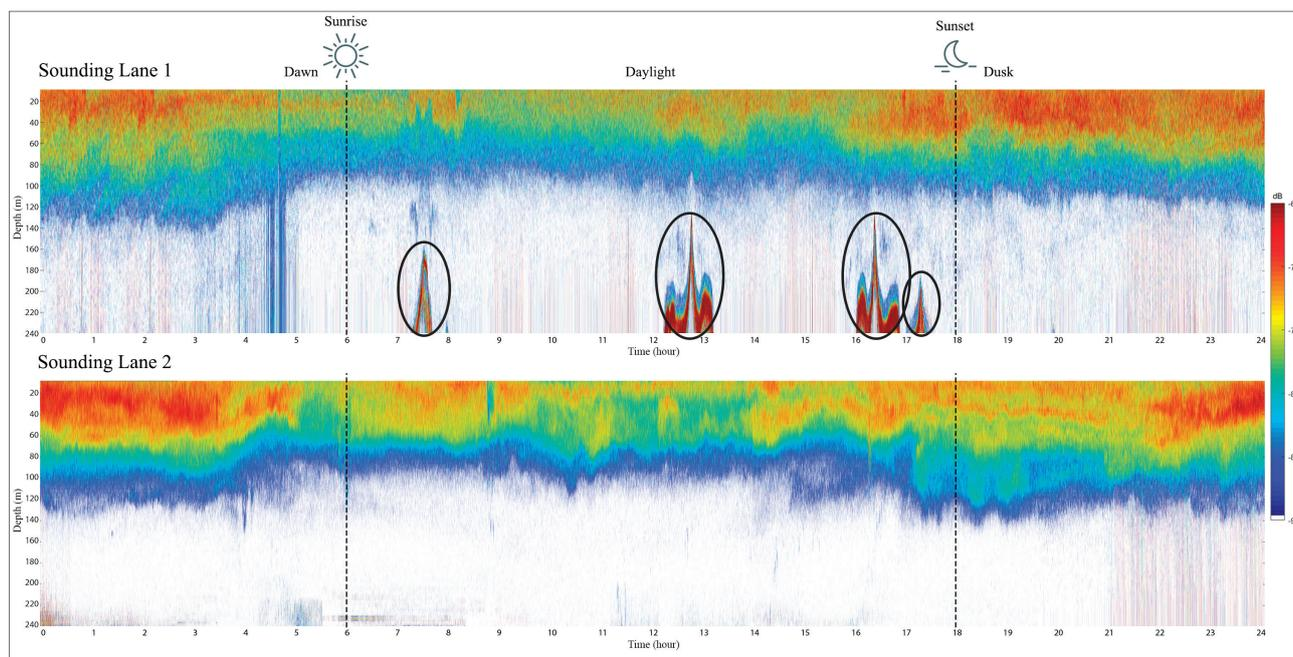 Sunrise
Sunset
Sounding Lane 1
Dawn
Daylight
Dusk
20
40
60
80
100
120
140
160
180
200
220
240
Depth (m)
0 1 2 3 4 5 6 7 8 9 10 11 12 13 14 15 16 17 18 19 20 21 22 23 24
Time (hour)
dB
Sounding Lane 2
20
40
60
80
100
120
140
160
180
200
220
240
Depth (m)
0 1 2 3 4 5 6 7 8 9 10 11 12 13 14 15 16 17 18 19 20 21 22 23 24
Time (hour)